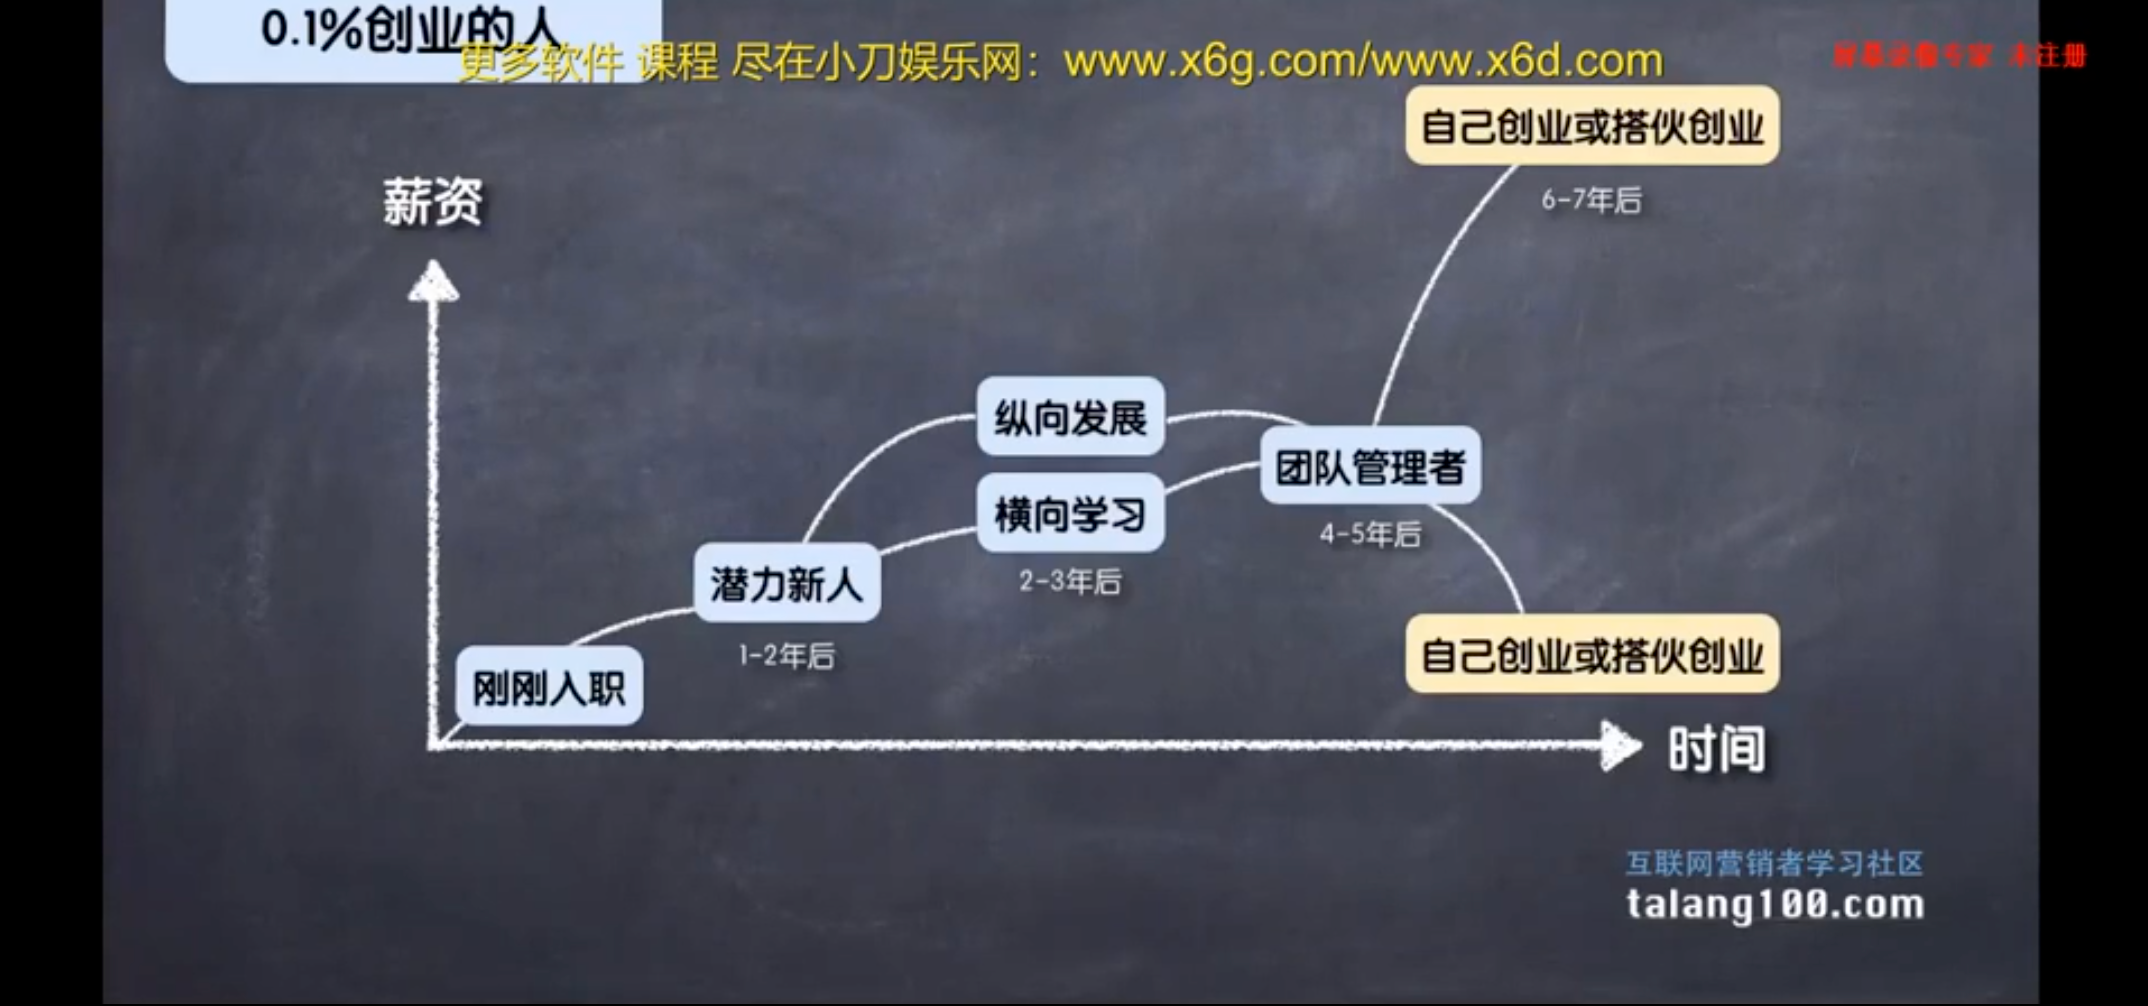 0.1%创业的人
更多软件 课程 尽在小刀娱乐网：www.x6g.com/www.x6d.com
屏幕录像专家 未注册
自己创业或搭伙创业
6-7年后
薪资
纵向发展
团队管理者
4-5年后
横向学习
2-3年后
潜力新人
1-2年后
刚刚入职
自己创业或搭伙创业
时间
互联网营销者学习社区
talang100.com